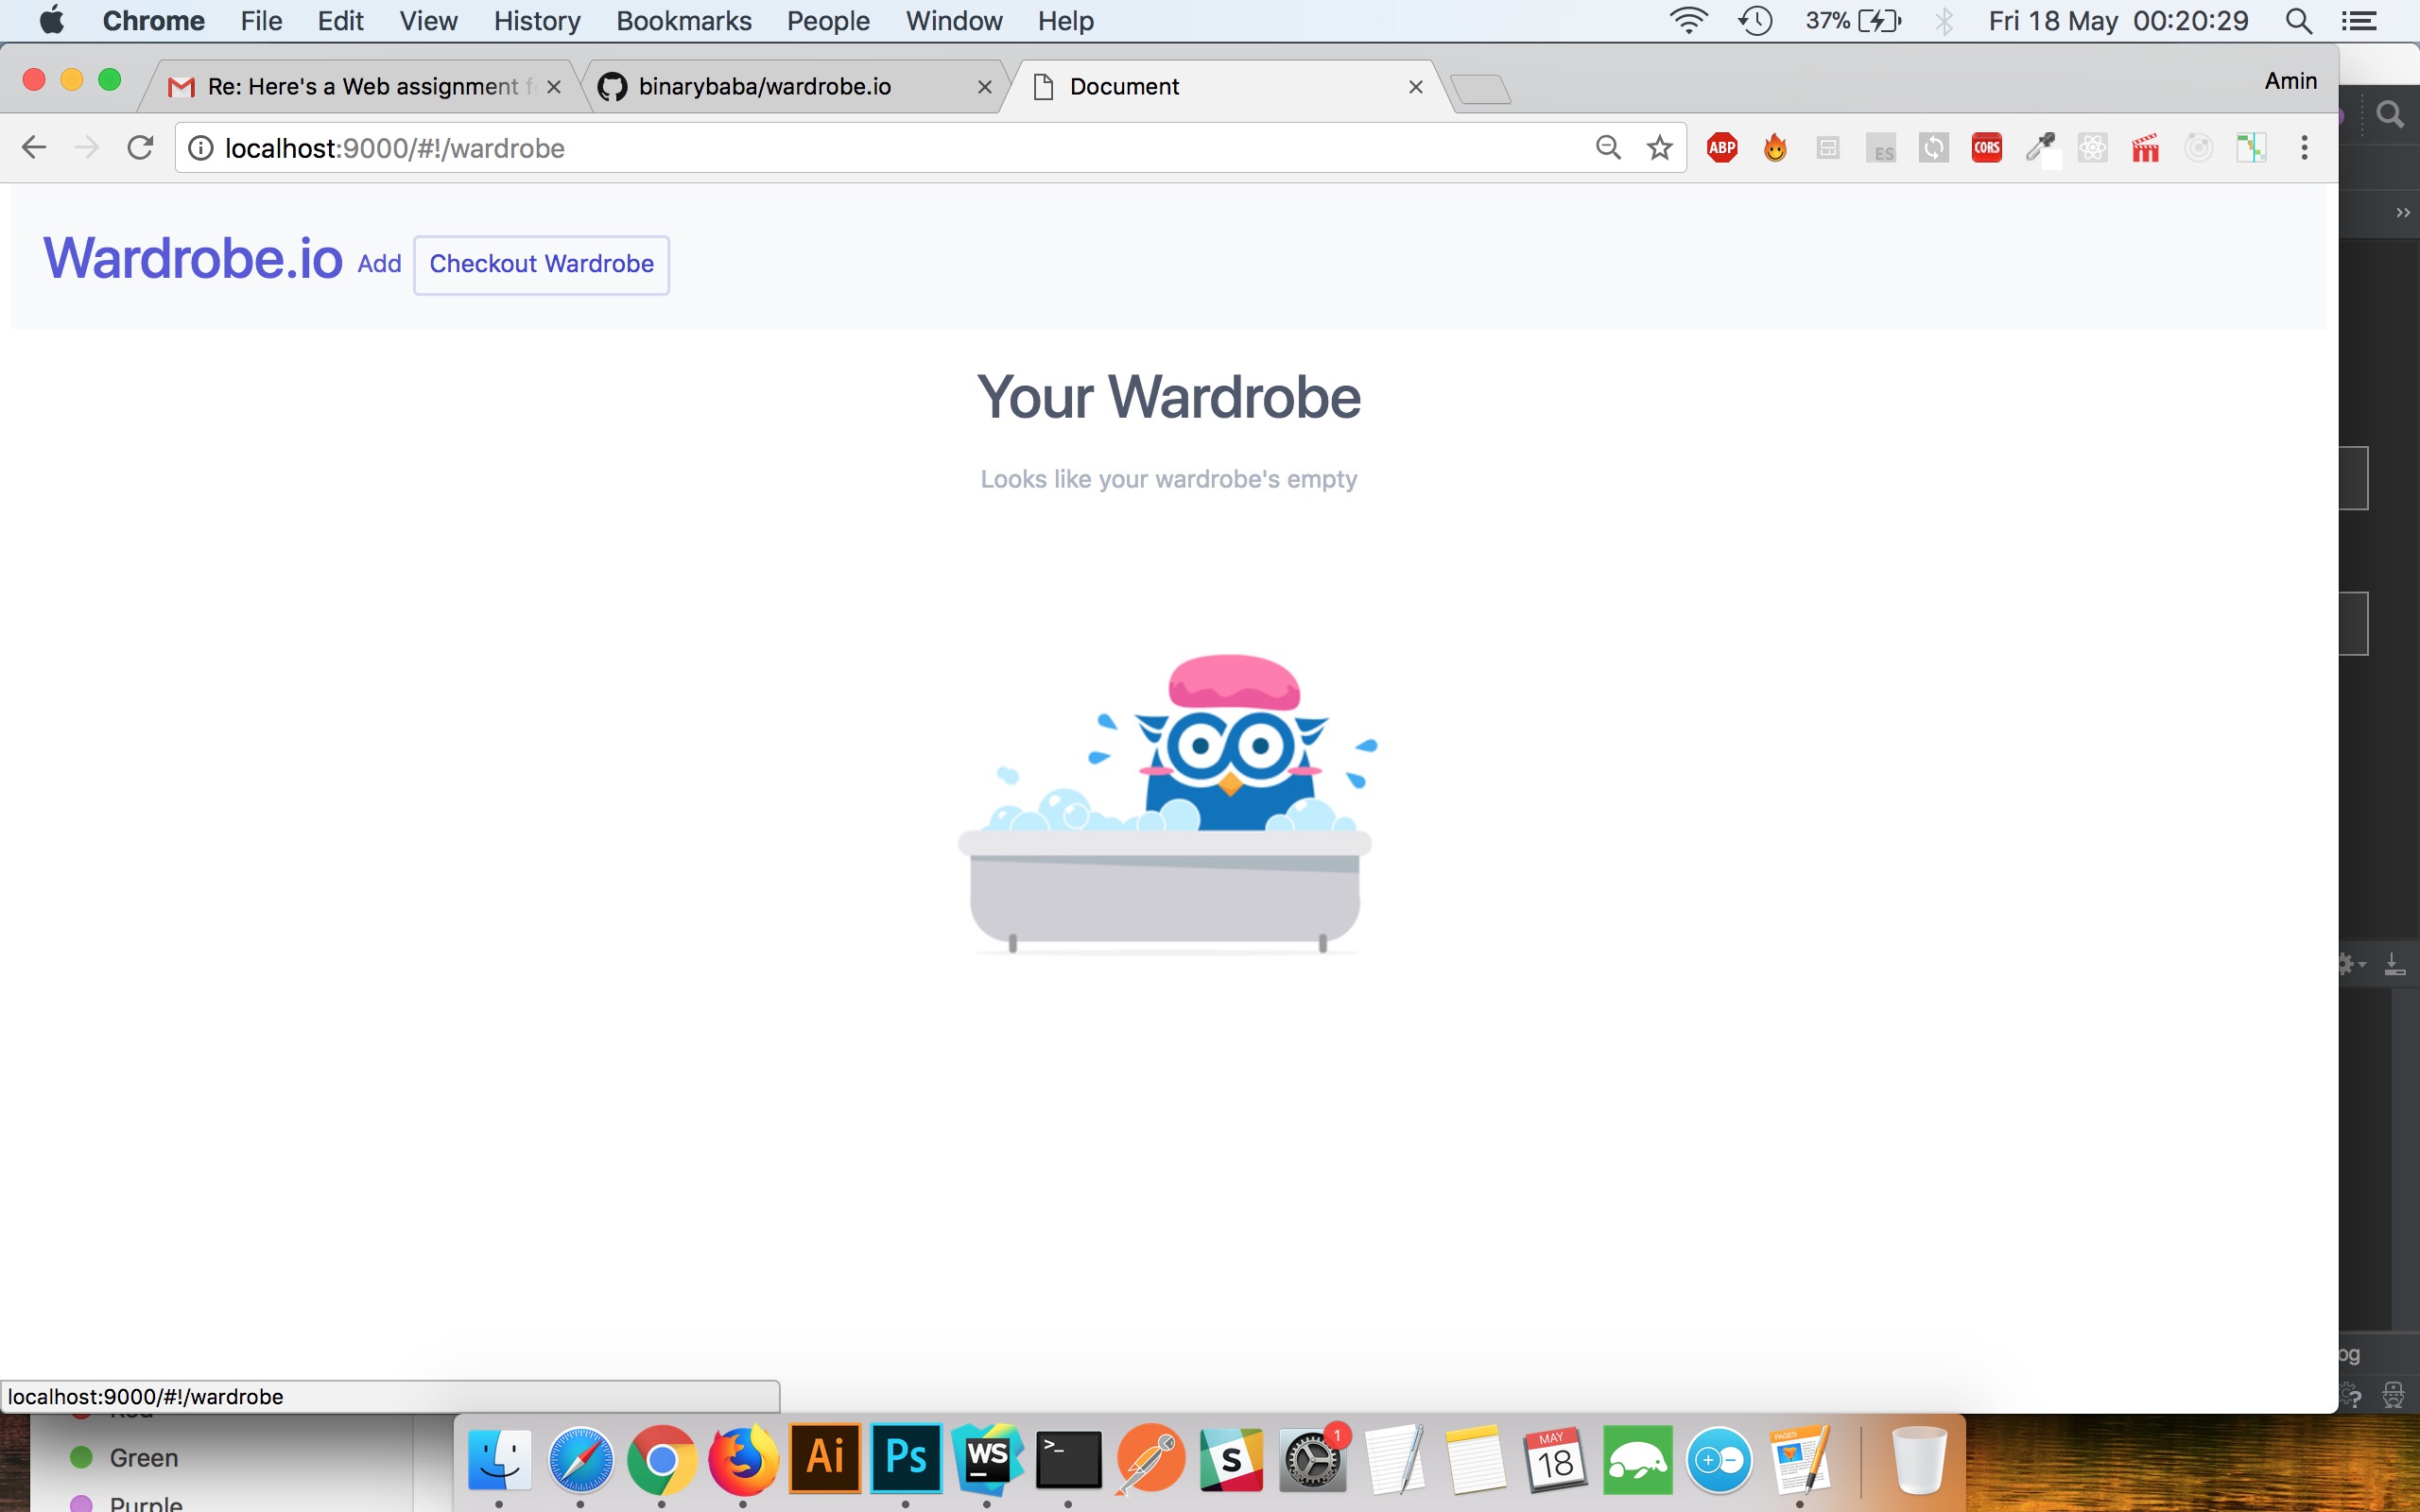 Chrome File Edit View History Bookmarks People Window Help 37% Fri 18 May 00:20:29
Re: Here's a Web assignment f
binarybaba/wardrobe.io
Document
Amin
localhost:9000/#!/wardrobe
ABP
ES
CORS
Wardrobe.io Add Checkout Wardrobe
Your Wardrobe
Looks like your wardrobe's empty
og
localhost:9000/#!/wardrobe
Red
Green
Purple
Ai
Ps
WS
>_
S
1
MAY
18
PAGES